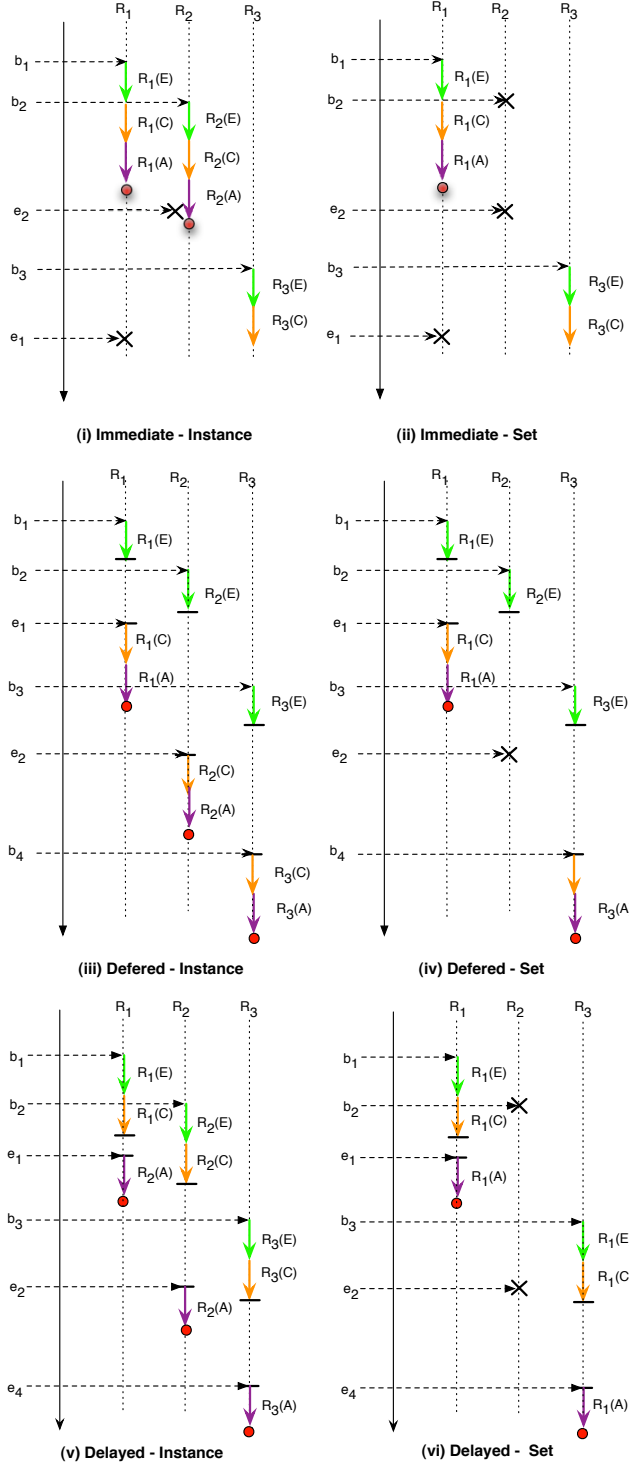 R1 R2 R3
b1
R1(E)
b2
R1(C)
R2(E)
R2(C)
R1(A)
R2(A)
e2
b3
R3(E)
R3(C)
e1
(i) Immediate - Instance
R1 R2 R3
b1
R1(E)
b2
R1(C)
R1(A)
e2
b3
R3(E)
R3(C)
e1
(ii) Immediate - Set
R1 R2 R3
b1
R1(E)
b2
R2(E)
e1
R1(C)
R1(A)
b3
R3(E)
e2
R2(C)
R2(A)
b4
R3(C)
R3(A)
(iii) Defered - Instance
R1 R2 R3
b1
R1(E)
b2
R2(E)
e1
R1(C)
R1(A)
b3
R3(E)
e2
b4
R3(C)
R3(A
(iv) Defered - Set
R1 R2 R3
b1
R1(E)
b2
R1(C)
R2(E)
R2(C)
e1
R2(A)
b3
R3(E)
R3(C)
e2
R2(A)
e4
R3(A)
(v) Delayed - Instance
R1 R2 R3
b1
R1(E)
b2
R1(C)
e1
R1(A)
b3
R1(E
R1(C
e2
e4
R1(A)
(vi) Delayed - Set